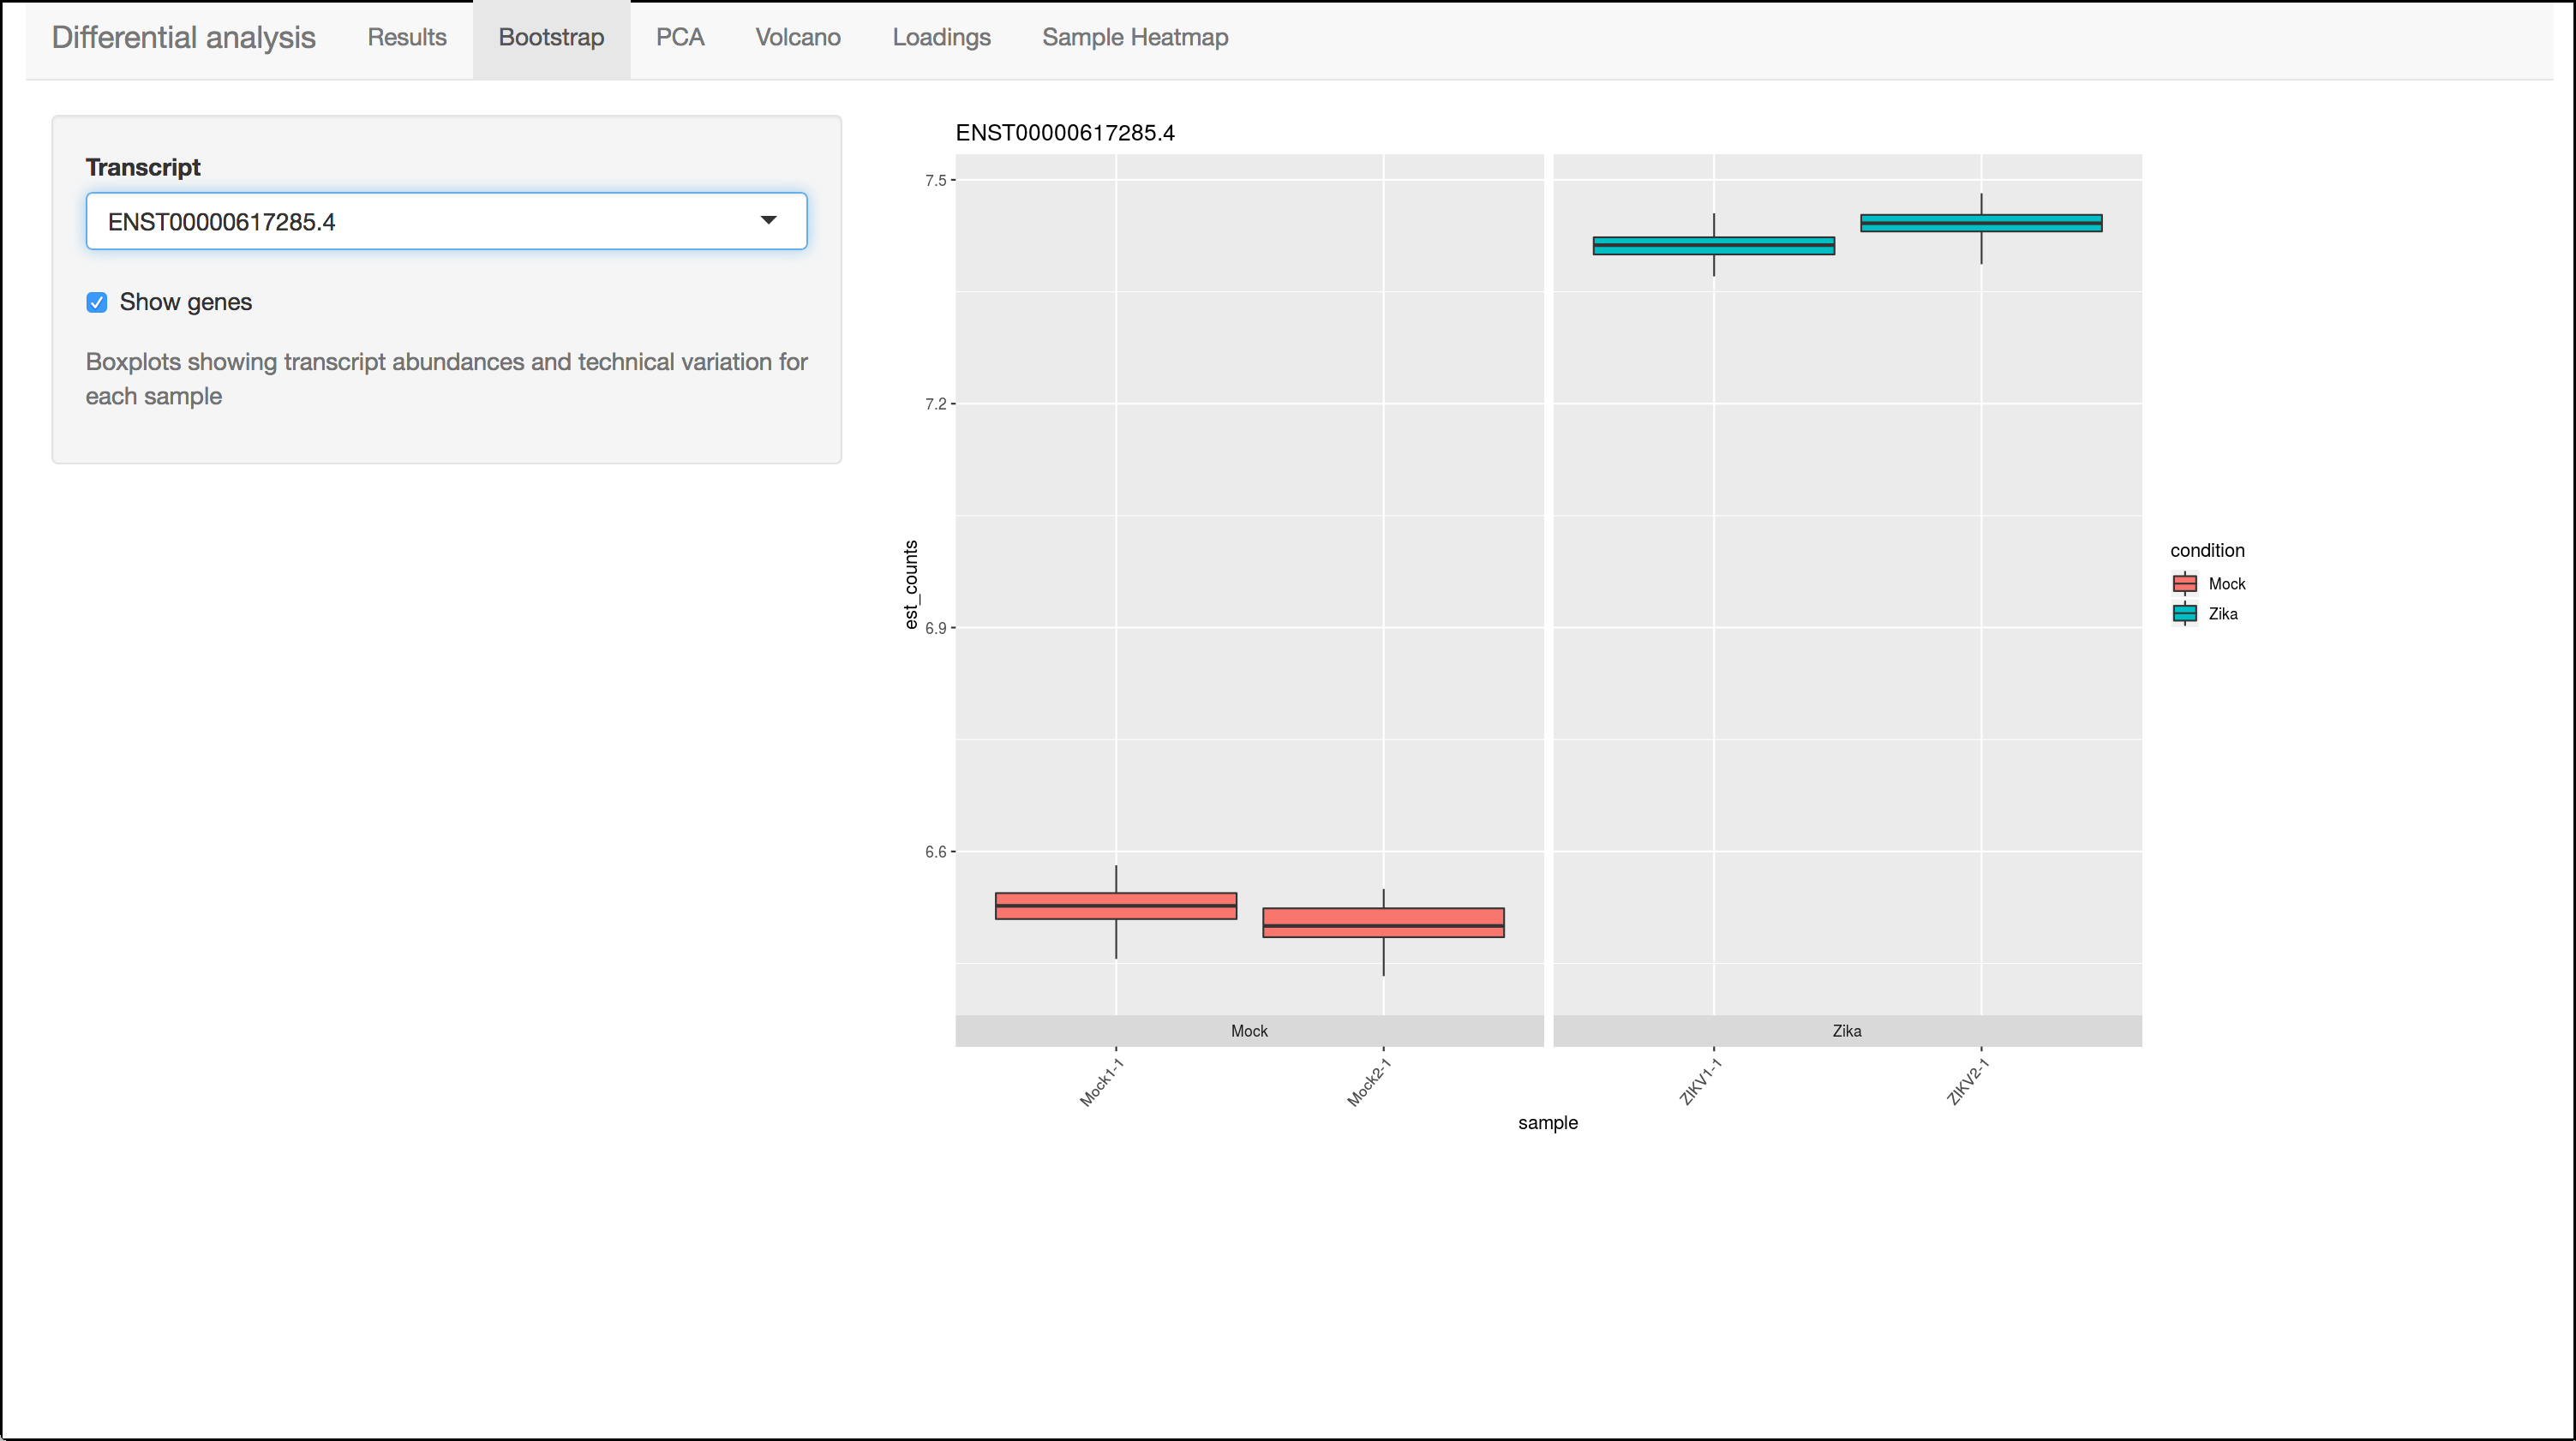 Differential analysis Results Bootstrap PCA Volcano Loadings Sample Heatmap
Transcript
ENST00000617285.4
Show genes
Boxplots showing transcript abundances and technical variation for
each sample
ENST00000617285.4
7.5
7.2
6.9
6.6
est_counts
Mock
Zika
Mock1-1
Mock2-1
ZIKV1-1
ZIKV2-1
sample
condition
Mock
Zika